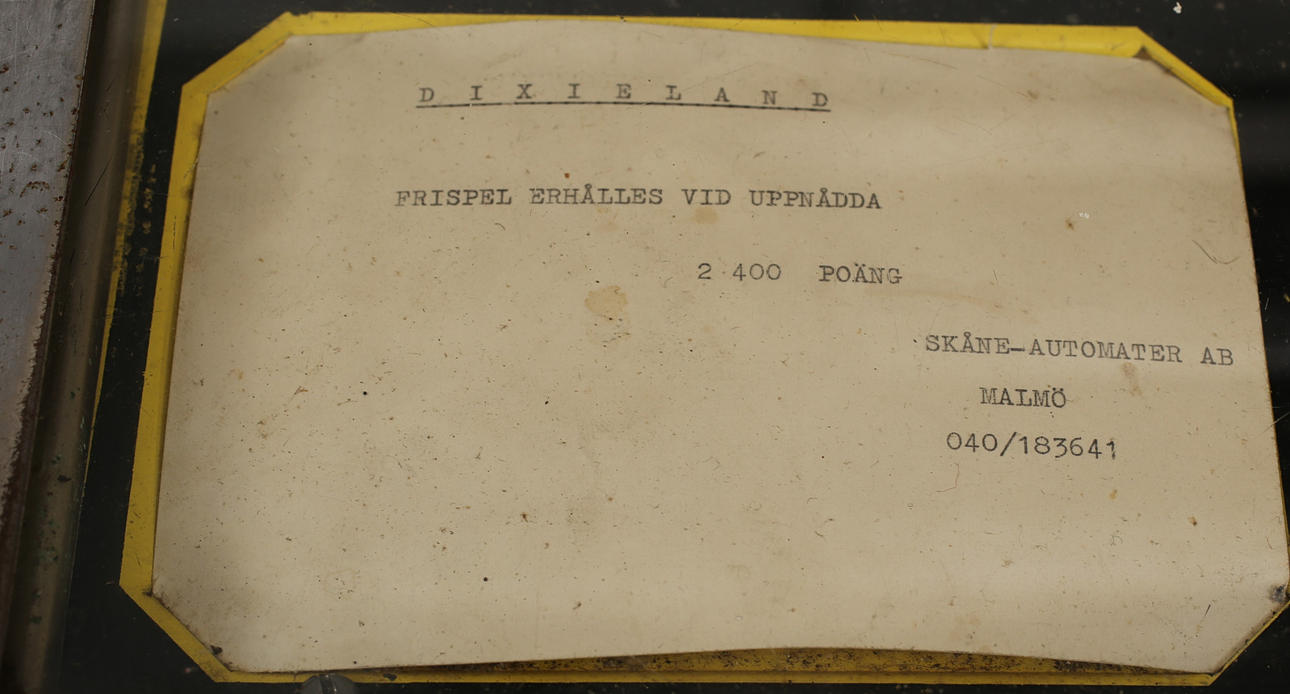 D I X I E L A N D
FRISPEL ERHÅLLES VID UPPNÅDDA
2 400 POÄNG
SKÅNE-AUTOMATER AB
MALMÖ
040/183641